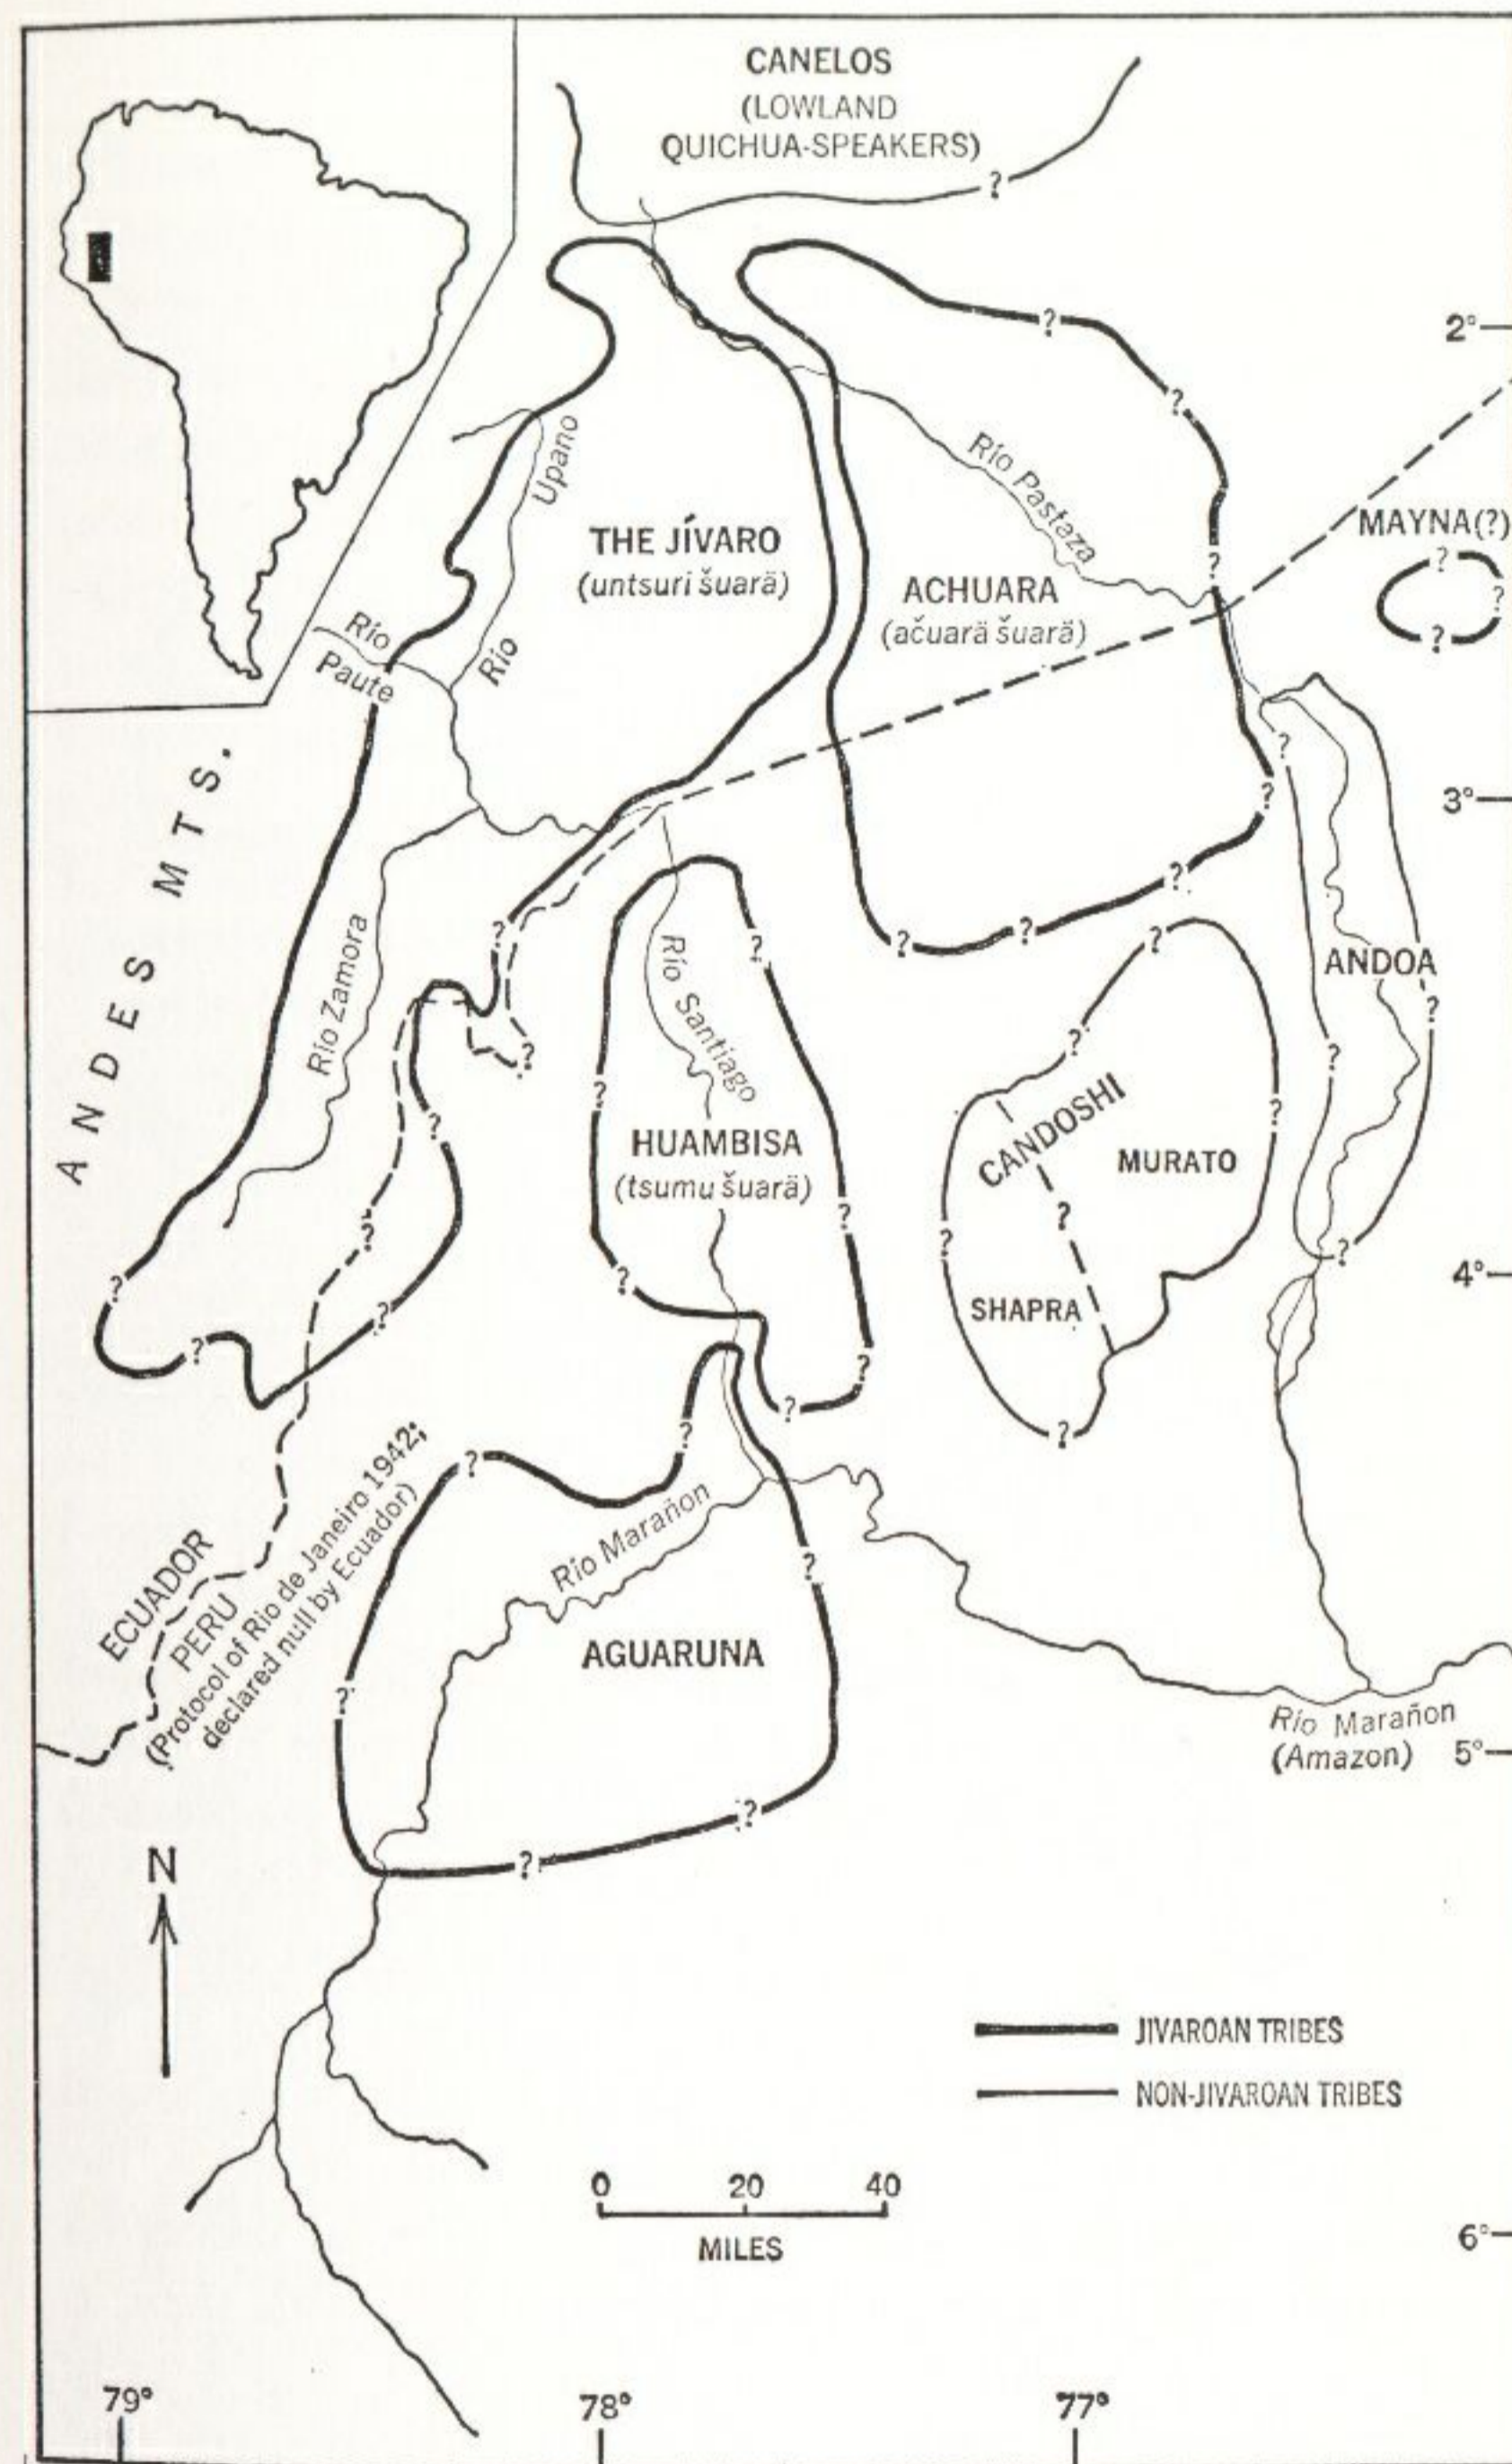 CANELOS
(LOWLAND
QUICHUA-SPEAKERS)
?
2°
?
?
Río Pastaza
Upano
Río
THE JÍVARO
(untsuri šuarä)
MAYNA(?)
?
?
?
?
ACHUARA
(ačuarä šuarä)
Río
Paute
ANDES MTS.
?
3°
?
?
?
?
?
?
?
Río Zamora
Río Santiago
ANDOA
?
?
?
?
?
?
?
CANDOSHI
MURATO
HUAMBISA
(tsumu šuarä)
?
?
?
?
?
?
4°
?
?
SHAPRA
?
?
?
?
?
?
?
ECUADOR
PERU
(Protocol of Rio de Janeiro 1942;
declared null by Ecuador)
Río Marañon
?
AGUARUNA
?
Río Marañon
(Amazon)
5°
?
?
N
JIVAROAN TRIBES
NON-JIVAROAN TRIBES
0 20 40
MILES
6°
79° 78° 77°